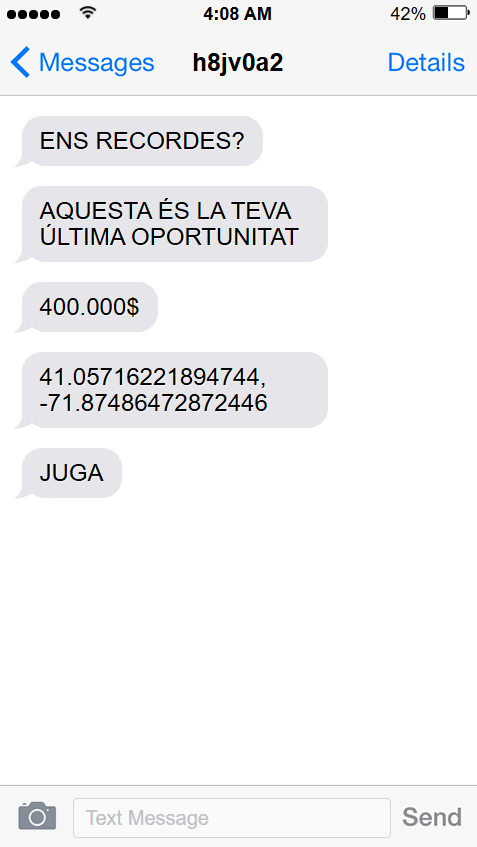 4:08 AM 42%
Messages h8jv0a2 Details
ENS RECORDES?
AQUESTA ÉS LA TEVA
ÚLTIMA OPORTUNITAT
400.000$
41.05716221894744,
-71.87486472872446
JUGA
Text Message Send